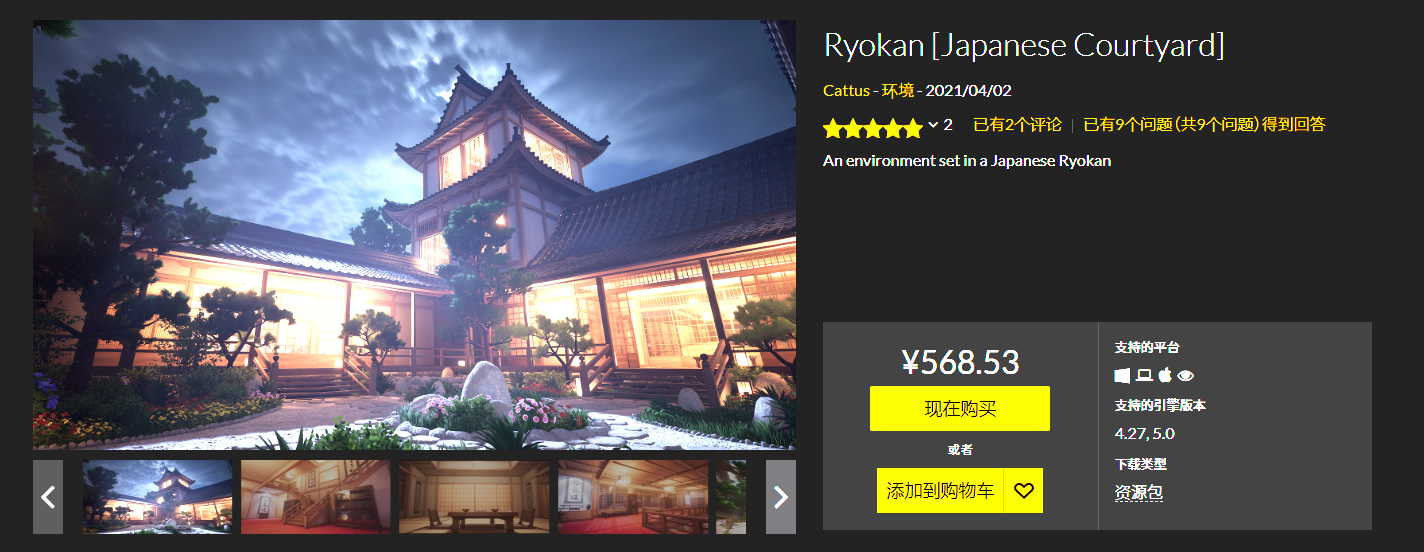 Ryokan [Japanese Courtyard]
Cattus - 环境 - 2021/04/02
2 已有2个评论 | 已有9个问题 (共9个问题) 得到回答
An environment set in a Japanese Ryokan
¥568.53
现在购买
或者
添加到购物车
支持的平台
支持的引擎版本
4.27, 5.0
下载类型
资源包